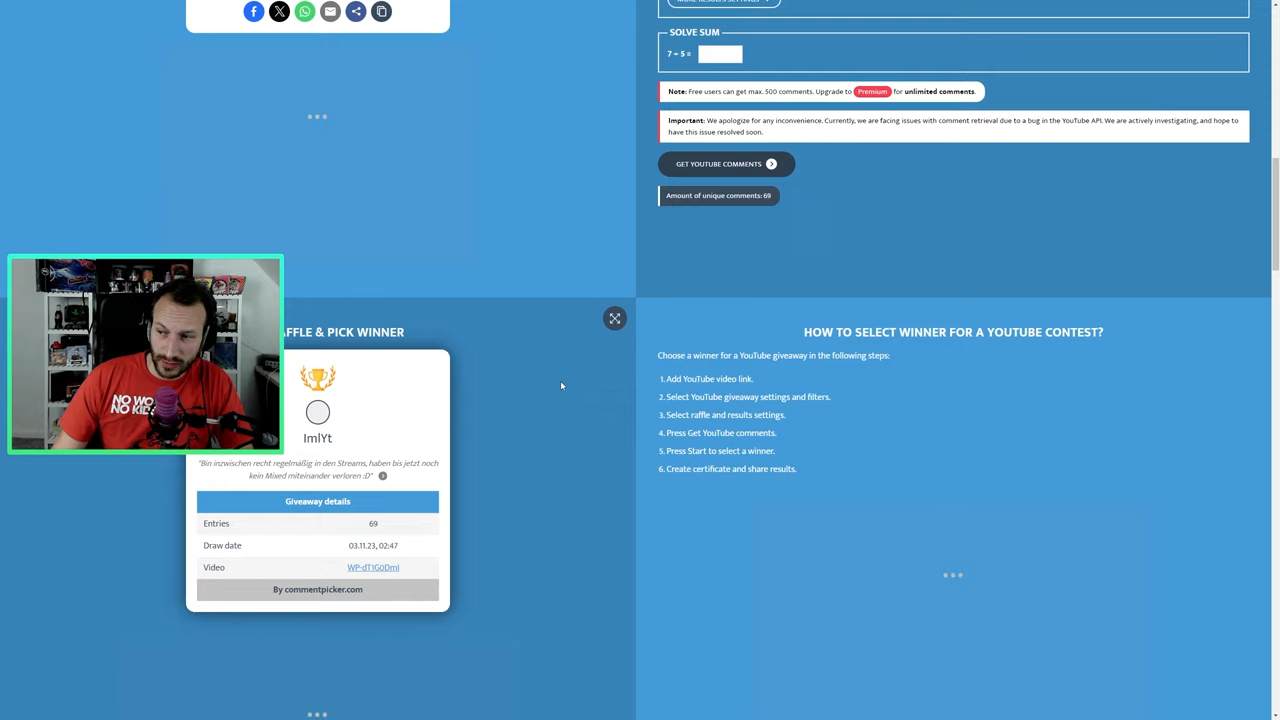 SOLVE SUM
7 + 5 =
Note: Free users can get max. 500 comments. Upgrade to Premium for unlimited comments.
Important: We apologize for any inconvenience. Currently, we are facing issues with comment retrieval due to a bug in the YouTube API. We are actively investigating, and hope to
have this issue resolved soon.
GET YOUTUBE COMMENTS
Amount of unique comments: 69
AFFLE & PICK WINNER
ImlYt
"Bin inzwischen recht regelmäßig in den Streams, haben bis jetzt noch
kein Mixed miteinander verloren :D"
Giveaway details
Entries 69
Draw date 03.11.23, 02:47
Video WP-dT1G0DmI
By commentpicker.com
HOW TO SELECT WINNER FOR A YOUTUBE CONTEST?
Choose a winner for a YouTube giveaway in the following steps:
1. Add YouTube video link.
2. Select YouTube giveaway settings and filters.
3. Select raffle and results settings.
4. Press Get YouTube comments.
5. Press Start to select a winner.
6. Create certificate and share results.
NO WO
NO KID